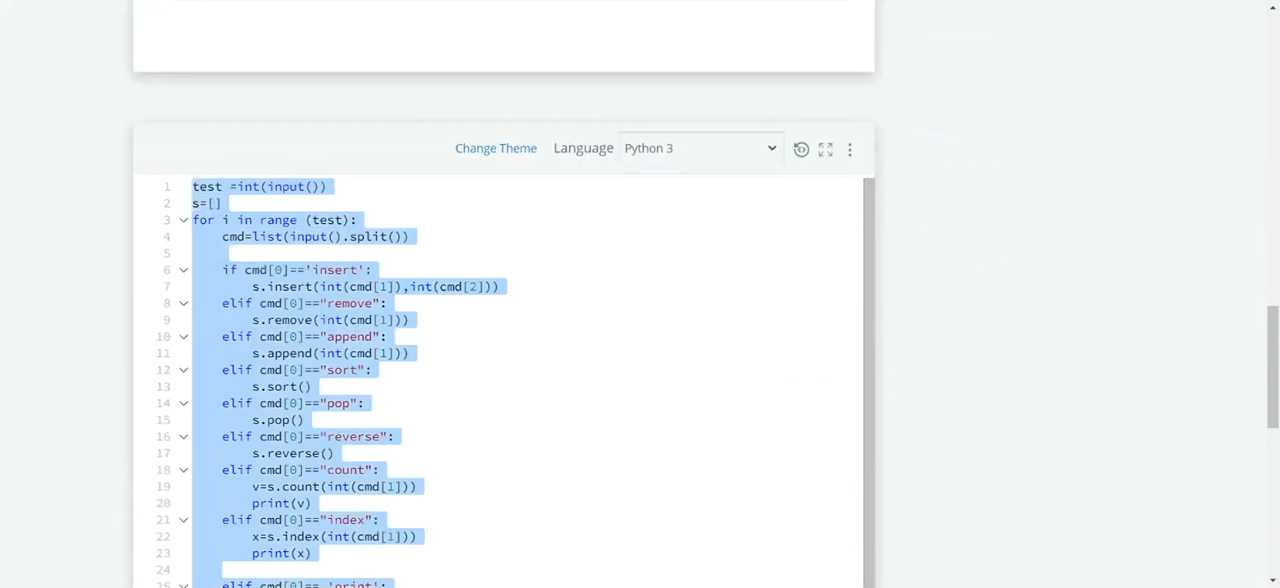 Change Theme Language Python 3
1 test =int(input())
2 s=[]
3 for i in range (test):
4     cmd=list(input().split())
5
6     if cmd[0]=='insert':
7         s.insert(int(cmd[1]),int(cmd[2]))
8     elif cmd[0]=="remove":
9         s.remove(int(cmd[1]))
10     elif cmd[0]=="append":
11         s.append(int(cmd[1]))
12     elif cmd[0]=="sort":
13         s.sort()
14     elif cmd[0]=="pop":
15         s.pop()
16     elif cmd[0]=="reverse":
17         s.reverse()
18     elif cmd[0]=="count":
19         v=s.count(int(cmd[1]))
20         print(v)
21     elif cmd[0]=="index":
22         x=s.index(int(cmd[1]))
23         print(x)
24
25     elif cmd[0]== 'print':